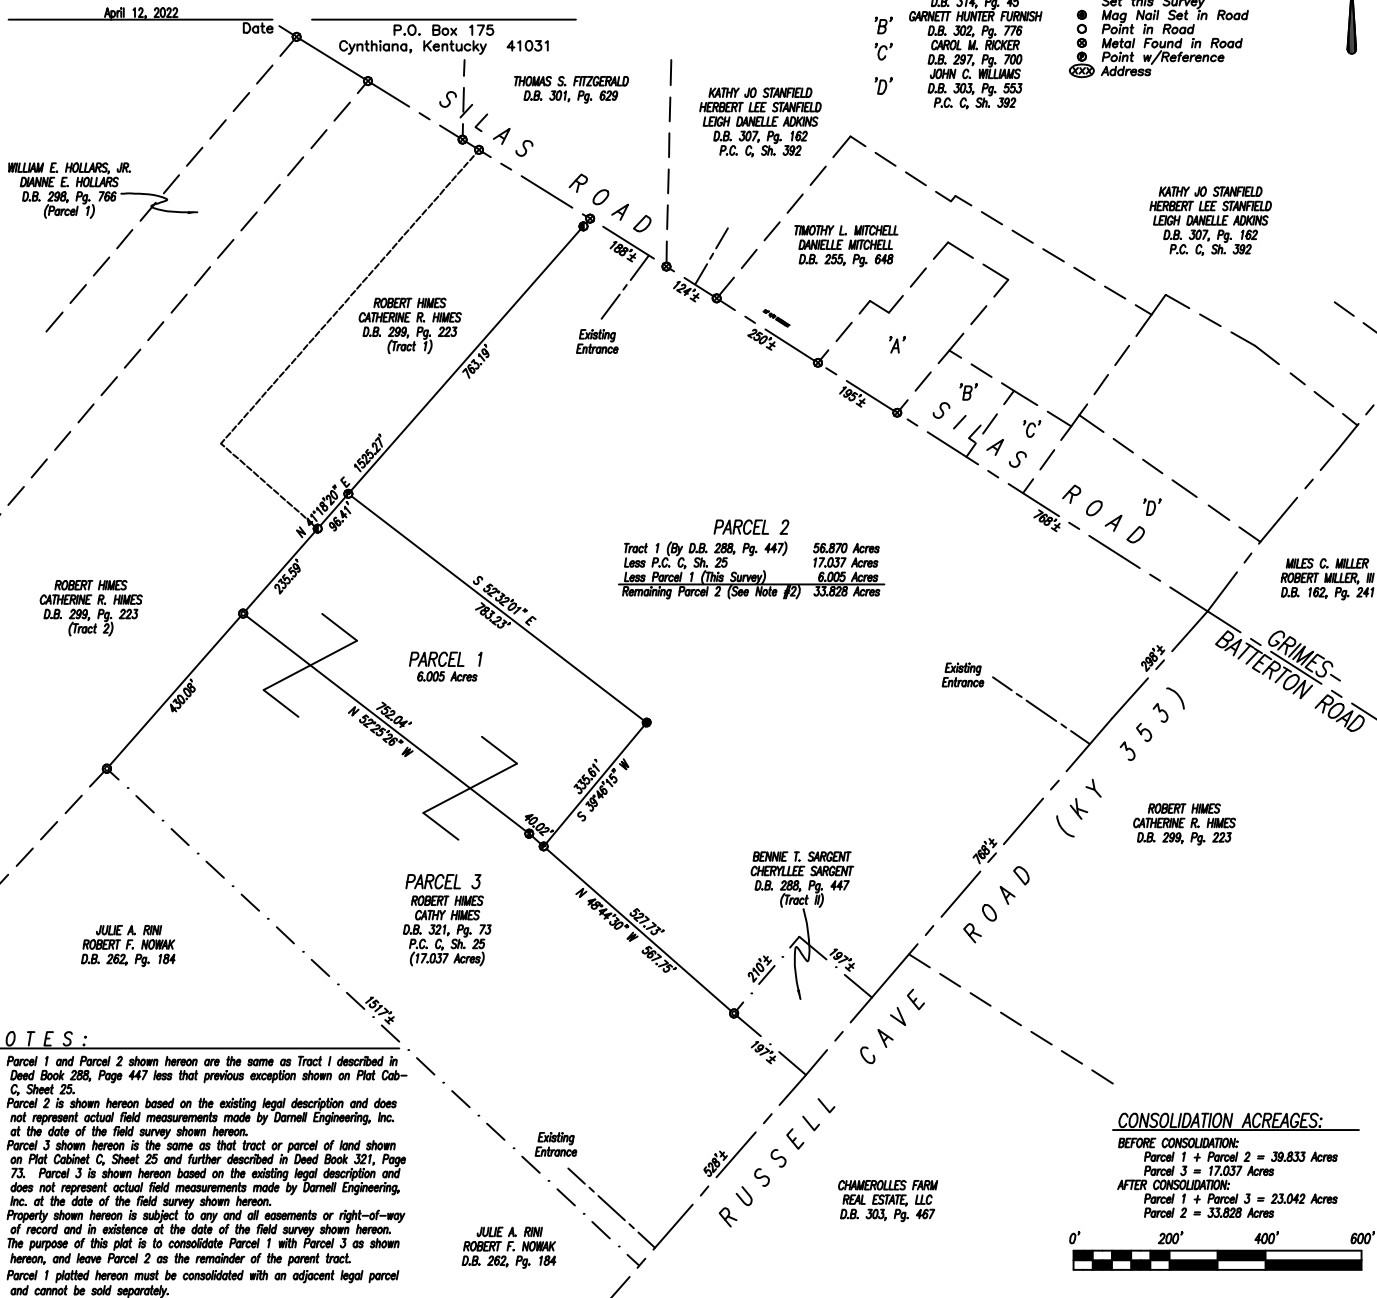 April 12, 2022
Date
P.O. Box 175
Cynthiana, Kentucky 41031
D.B. 314, Pg. 45
'B'
GARNETT HUNTER FURNISH
D.B. 302, Pg. 776
'C'
CAROL M. RICKER
D.B. 297, Pg. 700
'D'
JOHN C. WILLIAMS
D.B. 303, Pg. 553
P.C. C, Sh. 392
Set this Survey
Mag Nail Set in Road
Point in Road
Metal Found in Road
Point w/Reference
XXX Address
THOMAS S. FITZGERALD
D.B. 301, Pg. 629
KATHY JO STANFIELD
HERBERT LEE STANFIELD
LEIGH DANELLE ADKINS
D.B. 307, Pg. 162
P.C. C, Sh. 392
SILAS ROAD
WILLIAM E. HOLLARS, JR.
DIANNE E. HOLLARS
D.B. 298, Pg. 766
(Parcel 1)
KATHY JO STANFIELD
HERBERT LEE STANFIELD
LEIGH DANELLE ADKINS
D.B. 307, Pg. 162
P.C. C, Sh. 392
TIMOTHY L. MITCHELL
DANIELLE MITCHELL
D.B. 255, Pg. 648
188'±
124'±
250'±
195'±
ROBERT HIMES
CATHERINE R. HIMES
D.B. 299, Pg. 223
(Tract 1)
Existing
Entrance
'A'
'B'
'C'
'D'
SILAS ROAD
763.19'
N 41°18'20" E 1525.27'
96.41'
235.59'
768'±
PARCEL 2
Tract 1 (By D.B. 288, Pg. 447) 56.870 Acres
Less P.C. C, Sh. 25 17.037 Acres
Less Parcel 1 (This Survey) 6.005 Acres
Remaining Parcel 2 (See Note #2) 33.828 Acres
MILES C. MILLER
ROBERT MILLER, III
D.B. 162, Pg. 241
ROBERT HIMES
CATHERINE R. HIMES
D.B. 299, Pg. 223
(Tract 2)
S 52°32'01" E
783.23'
PARCEL 1
6.005 Acres
430.08'
752.04'
N 52°25'26" W
Existing
Entrance
298'±
GRIMES-
BATTERTON ROAD
335.61'
S 39°46'15" W
40.02'
768'±
ROBERT HIMES
CATHERINE R. HIMES
D.B. 299, Pg. 223
BENNIE T. SARGENT
CHERYLLEE SARGENT
D.B. 288, Pg. 447
(Tract II)
PARCEL 3
ROBERT HIMES
CATHY HIMES
D.B. 321, Pg. 73
P.C. C, Sh. 25
(17.037 Acres)
527.73'
N 48°44'30" W 567.75'
210'±
197'±
197'±
RUSSELL CAVE ROAD (KY 353)
JULIE A. RINI
ROBERT F. NOWAK
D.B. 262, Pg. 184
1517'±
528'±
OTES:
Parcel 1 and Parcel 2 shown hereon are the same as Tract I described in
Deed Book 288, Page 447 less that previous exception shown on Plat Cab-
C, Sheet 25.
Parcel 2 is shown hereon based on the existing legal description and does
not represent actual field measurements made by Darnell Engineering, Inc.
at the date of the field survey shown hereon.
Parcel 3 shown hereon is the same as that tract or parcel of land shown
on Plat Cabinet C, Sheet 25 and further described in Deed Book 321, Page
73. Parcel 3 is shown hereon based on the existing legal description and
does not represent actual field measurements made by Darnell Engineering,
Inc. at the date of the field survey shown hereon.
Property shown hereon is subject to any and all easements or right-of-way
of record and in existence at the date of the field survey shown hereon.
The purpose of this plat is to consolidate Parcel 1 with Parcel 3 as shown
hereon, and leave Parcel 2 as the remainder of the parent tract.
Parcel 1 platted hereon must be consolidated with an adjacent legal parcel
and cannot be sold separately.
Existing
Entrance
JULIE A. RINI
ROBERT F. NOWAK
D.B. 262, Pg. 184
CHAMEROLLES FARM
REAL ESTATE, LLC
D.B. 303, Pg. 467
CONSOLIDATION ACREAGES:
BEFORE CONSOLIDATION:
Parcel 1 + Parcel 2 = 39.833 Acres
Parcel 3 = 17.037 Acres
AFTER CONSOLIDATION:
Parcel 1 + Parcel 3 = 23.042 Acres
Parcel 2 = 33.828 Acres
0' 200' 400' 600'